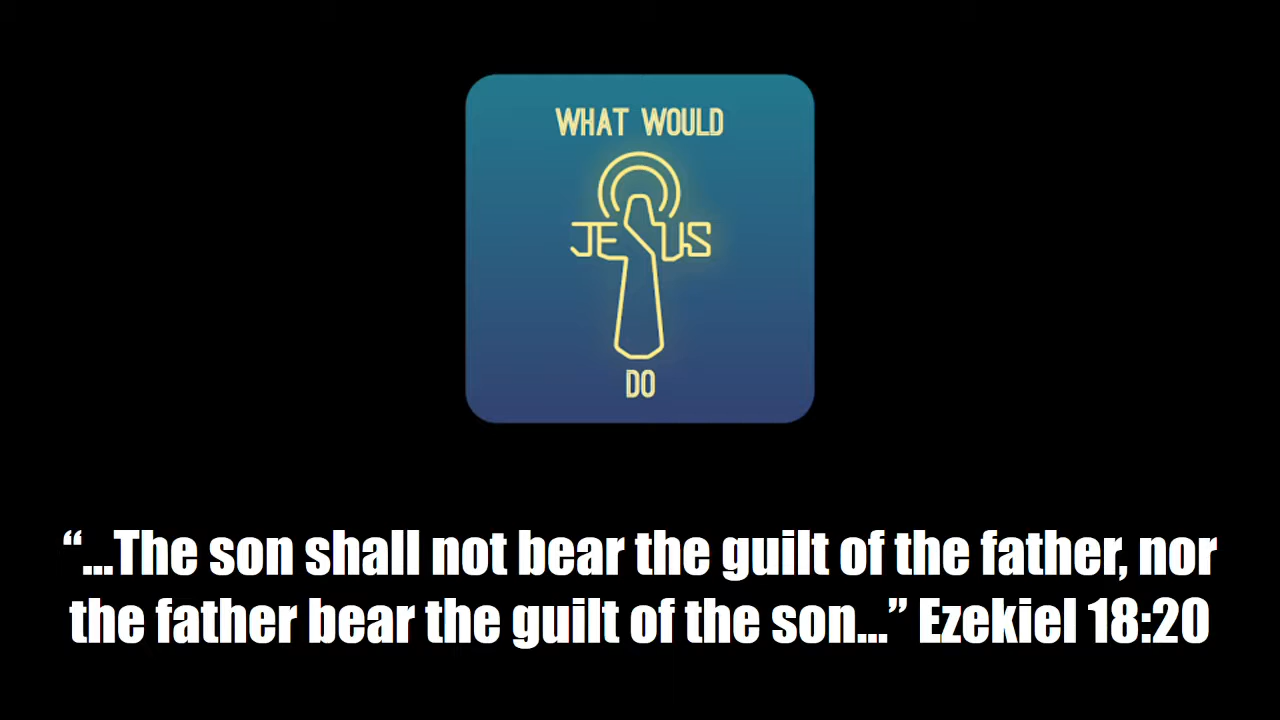 WHAT WOULD
JESUS
DO
“...The son shall not bear the guilt of the father, nor
the father bear the guilt of the son...” Ezekiel 18:20